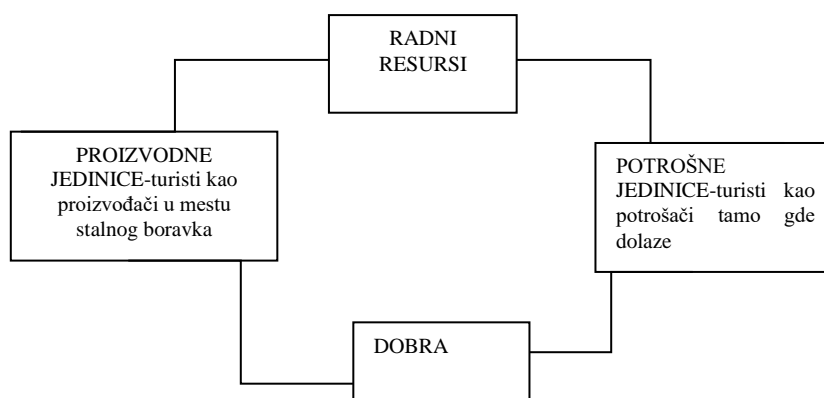 RADNI
RESURSI
PROIZVODNE
JEDINICE-turisti kao
proizvođači u mestu
stalnog boravka
POTROŠNE
JEDINICE-turisti kao
potrošači tamo gde
dolaze
DOBRA